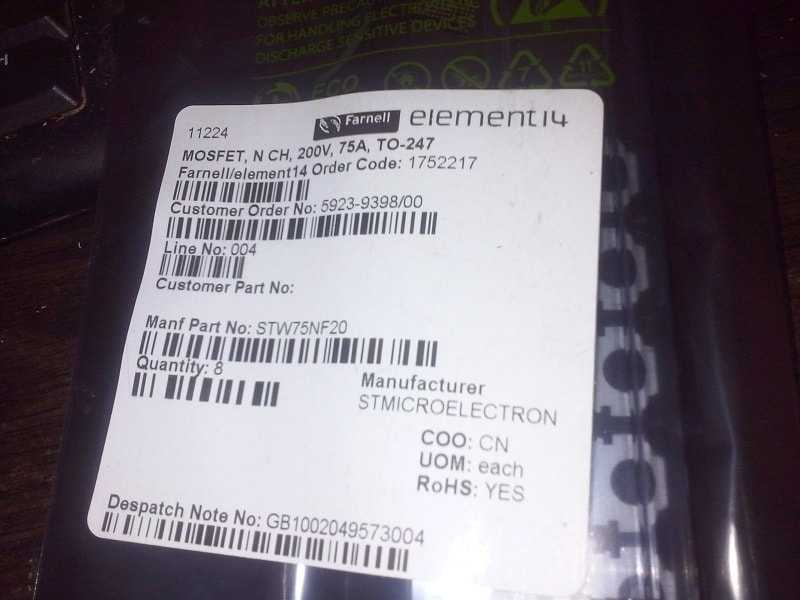 OBSERVE PRECAU
FOR HANDLING ELECTROSTATIC
DISCHARGE SENSITIVE DEVICES
ECO
11224
Farnell
element14
MOSFET, N CH, 200V, 75A, TO-247
Farnell/element14 Order Code: 1752217
Customer Order No: 5923-9398/00
Line No: 004
Customer Part No:
Manf Part No: STW75NF20
Quantity: 8
Manufacturer
STMICROELECTRON
COO: CN
UOM: each
RoHS: YES
Despatch Note No: GB1002049573004